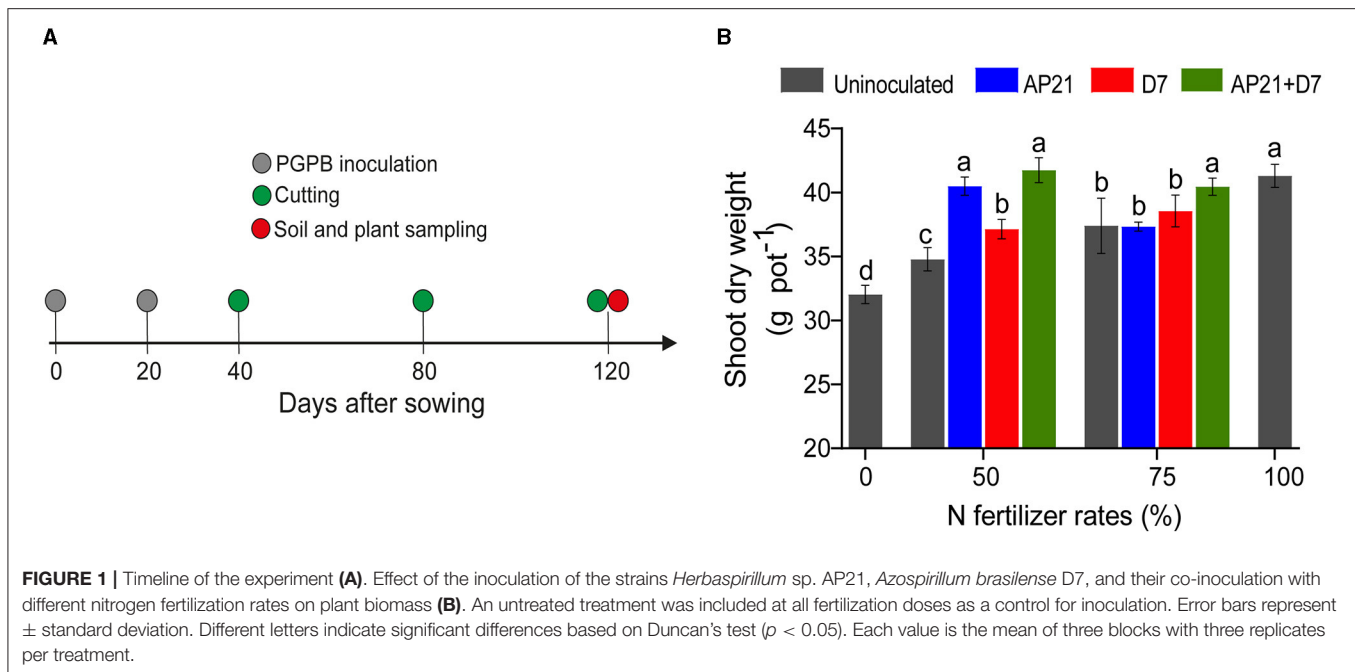 A
PGPB inoculation
Cutting
Soil and plant sampling
0 20 40 80 120
Days after sowing
B
Uninoculated AP21 D7 AP21+D7
Shoot dry weight
(g pot⁻¹)
45
40
35
30
25
20
d c a b a b b b a a
0 50 75 100
N fertilizer rates (%)
FIGURE 1 | Timeline of the experiment (A). Effect of the inoculation of the strains Herbaspirillum sp. AP21, Azospirillum brasilense D7, and their co-inoculation with
different nitrogen fertilization rates on plant biomass (B). An untreated treatment was included at all fertilization doses as a control for inoculation. Error bars represent
± standard deviation. Different letters indicate significant differences based on Duncan's test (p < 0.05). Each value is the mean of three blocks with three replicates
per treatment.